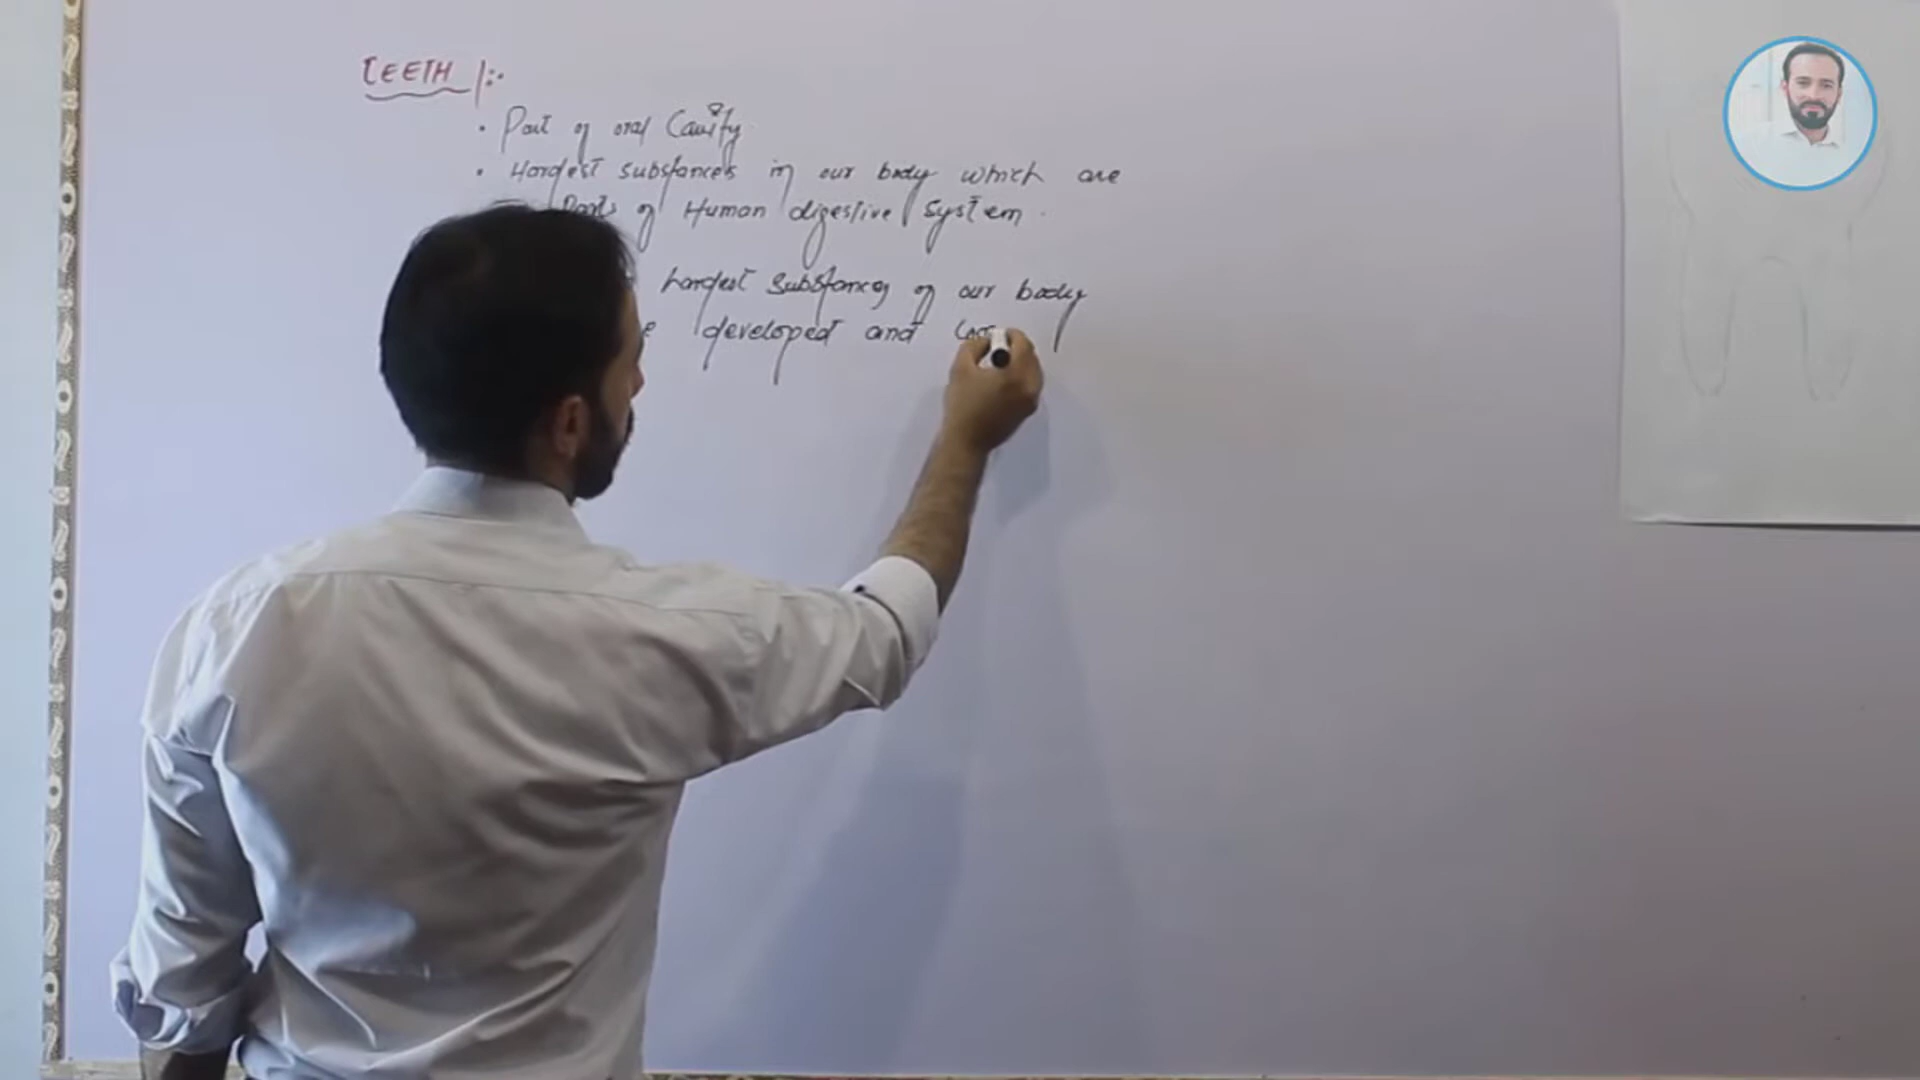 TEETH :-
• Part of oral Cavity
• Hardest substances in our body which are
Parts of Human digestive system.
hardest substances of our body
developed and